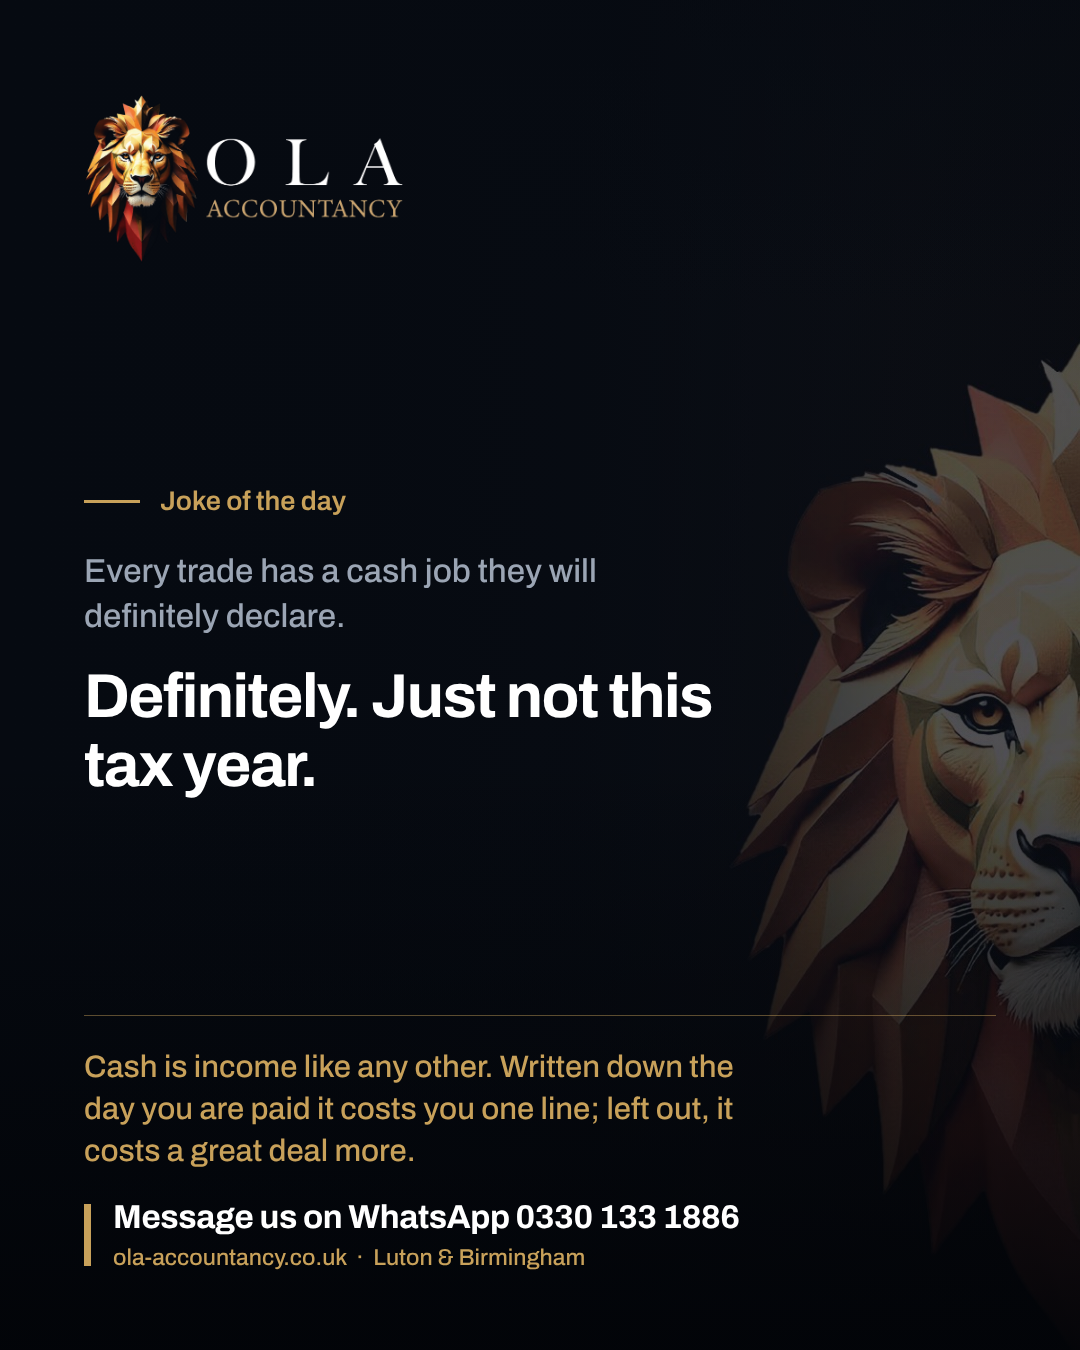 OLA
ACCOUNTANCY
Joke of the day
Every trade has a cash job they will
definitely declare.
Definitely. Just not this
tax year.
Cash is income like any other. Written down the
day you are paid it costs you one line; left out, it
costs a great deal more.
Message us on WhatsApp 0330 133 1886
ola-accountancy.co.uk · Luton & Birmingham